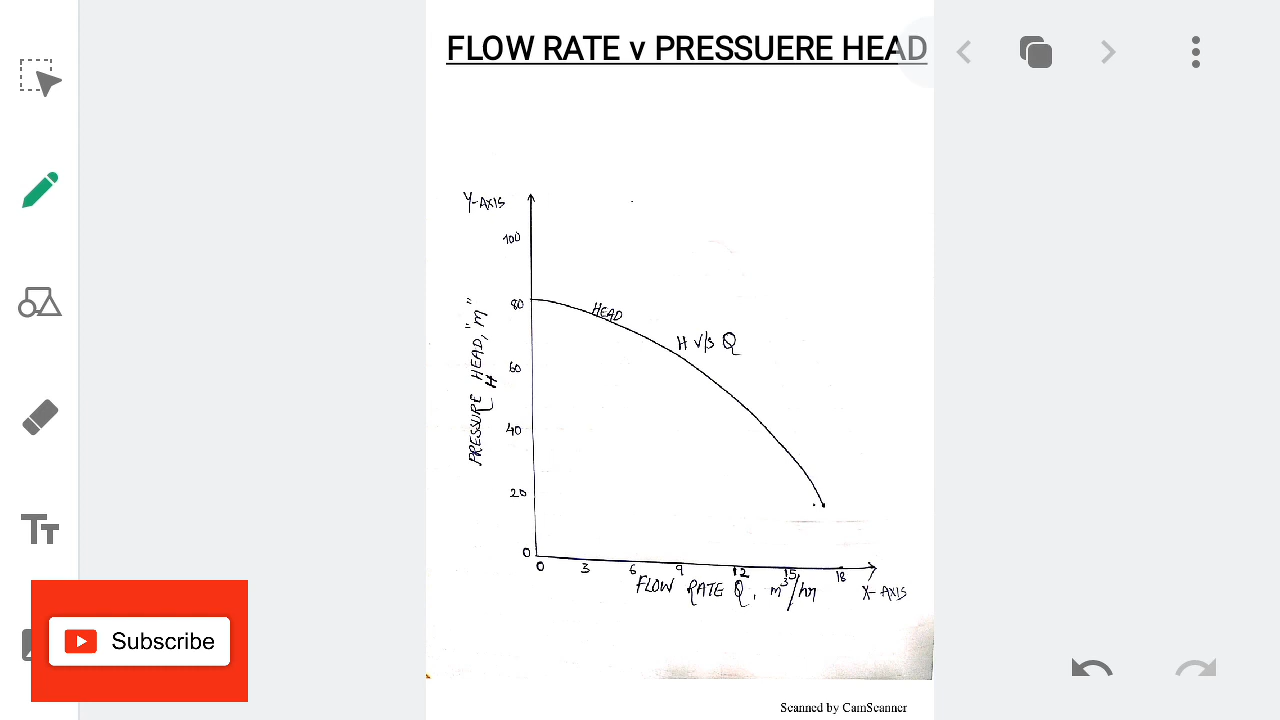 FLOW RATE v PRESSUERE HEAD
Y-AXIS
100
80
60
40
20
0
PRESSURE HEAD, "m"
H
HEAD
H v/s Q
0 3 6 9 12 15 18
FLOW RATE Q, m³/hr
X-AXIS
Tт
Subscribe
Scanned by CamScanner